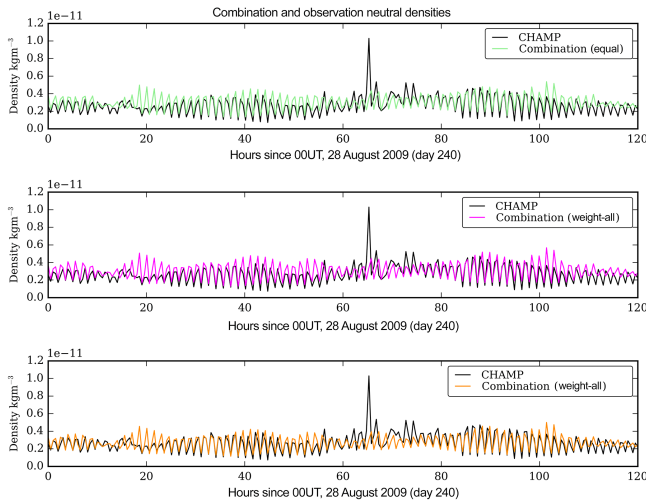 Combination and observation neutral densities
1e−11
1.2
1.0
0.8
0.6
0.4
0.2
0.0
Density kgm−3
CHAMP
Combination (equal)
0 20 40 60 80 100 120
Hours since 00UT, 28 August 2009 (day 240)
1e−11
1.2
1.0
0.8
0.6
0.4
0.2
0.0
Density kgm−3
CHAMP
Combination (weight-all)
0 20 40 60 80 100 120
Hours since 00UT, 28 August 2009 (day 240)
1e−11
1.2
1.0
0.8
0.6
0.4
0.2
0.0
Density kgm−3
CHAMP
Combination (weight-all)
0 20 40 60 80 100 120
Hours since 00UT, 28 August 2009 (day 240)